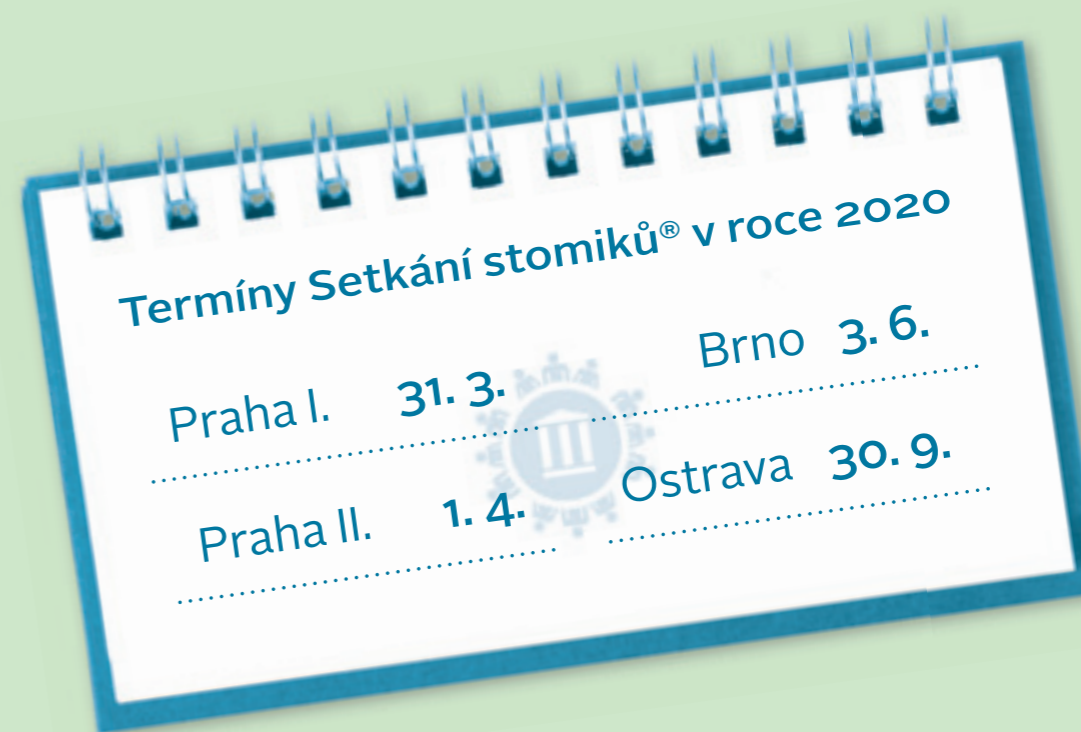 Termíny Setkání stomiků® v roce 2020
Praha I. 31. 3.
Brno 3. 6.
Praha II. 1. 4.
Ostrava 30. 9.